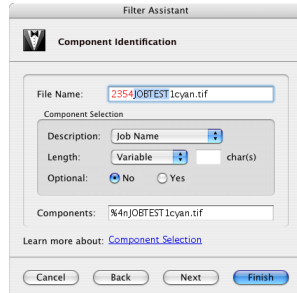 Filter Assistant
Component Identification
File Name: 2354JOBTEST1cyan.tif
Component Selection
Description: Job Name
Length: Variable char(s)
Optional: No Yes
Components: %4nJOBTEST1cyan.tif
Learn more about: Component Selection
Cancel Back Next Finish